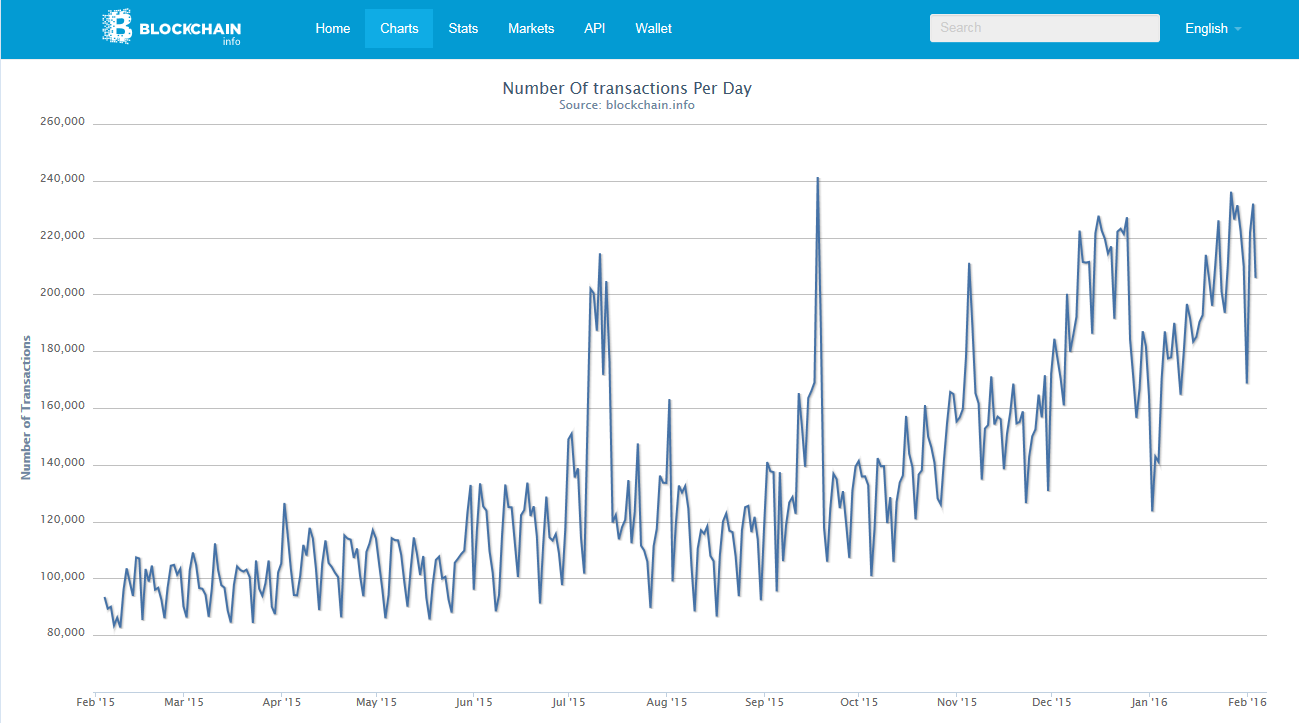 BLOCKCHAIN
info
Home Charts Stats Markets API Wallet
Search
English
Number Of transactions Per Day
Source: blockchain.info
260,000
240,000
220,000
200,000
180,000
160,000
140,000
120,000
100,000
80,000
Number of Transactions
Feb '15 Mar '15 Apr '15 May '15 Jun '15 Jul '15 Aug '15 Sep '15 Oct '15 Nov '15 Dec '15 Jan '16 Feb '16